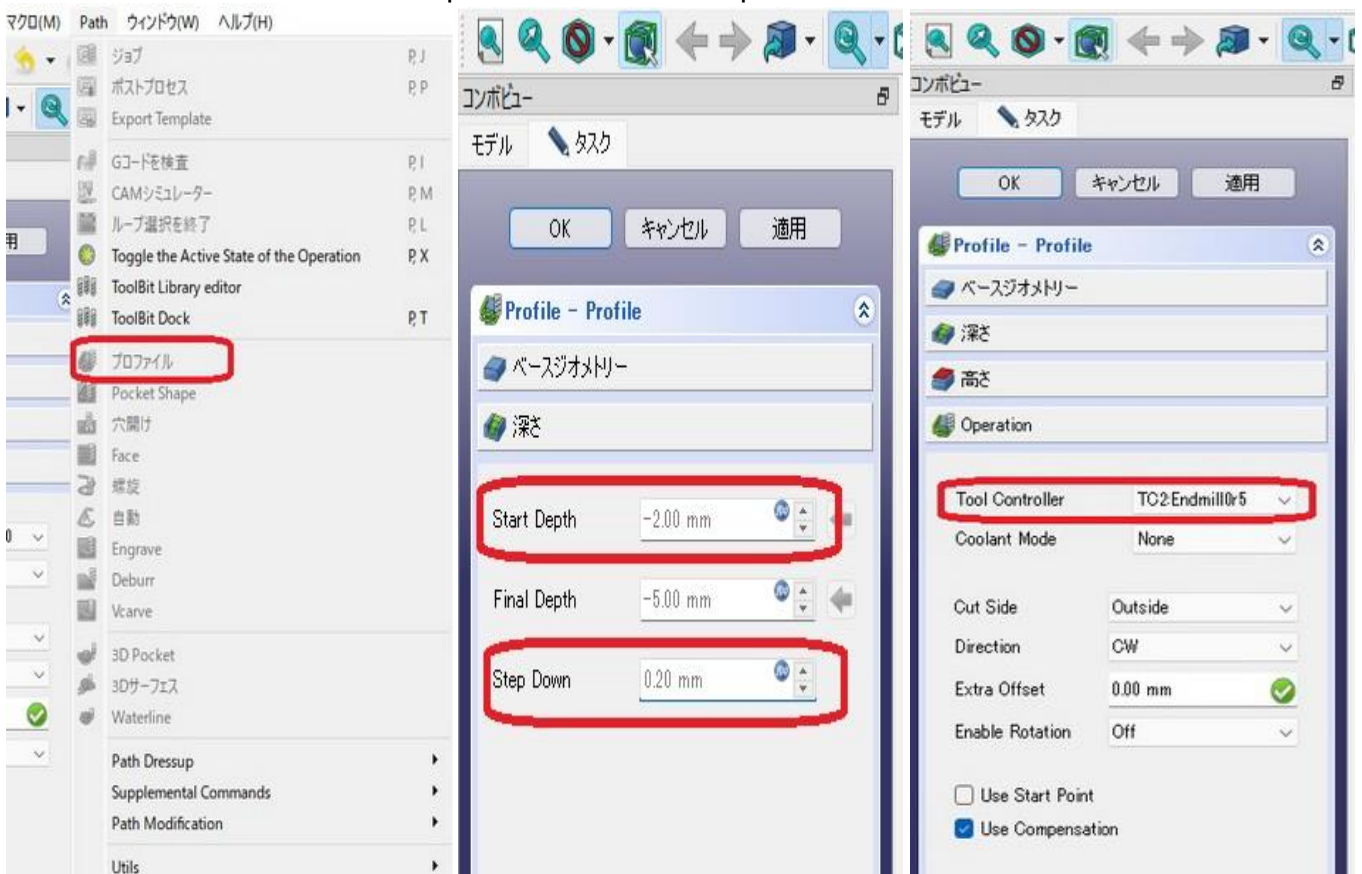 マクロ(M) Path ウィンドウ(W) ヘルプ(H)
ジョブ P, J
ポストプロセス P, P
Export Template
Gコードを検査 P, I
CAMシミュレーター P, M
ループ選択を終了 P, L
Toggle the Active State of the Operation P, X
ToolBit Library editor
ToolBit Dock P, T
プロファイル
Pocket Shape
穴開け
Face
螺旋
自動
Engrave
Deburr
Vcarve
3D Pocket
3Dサーフェス
Waterline
Path Dressup
Supplemental Commands
Path Modification
Utils
用
0
コンボビュー
モデル タスク
OK キャンセル 適用
Profile - Profile
ベースジオメトリー
深さ
Start Depth -2.00 mm
Final Depth -5.00 mm
Step Down 0.20 mm
コンボビュー
モデル タスク
OK キャンセル 適用
Profile - Profile
ベースジオメトリー
深さ
高さ
Operation
Tool Controller TC2:Endmill0r5
Coolant Mode None
Cut Side Outside
Direction CW
Extra Offset 0.00 mm
Enable Rotation Off
Use Start Point
Use Compensation